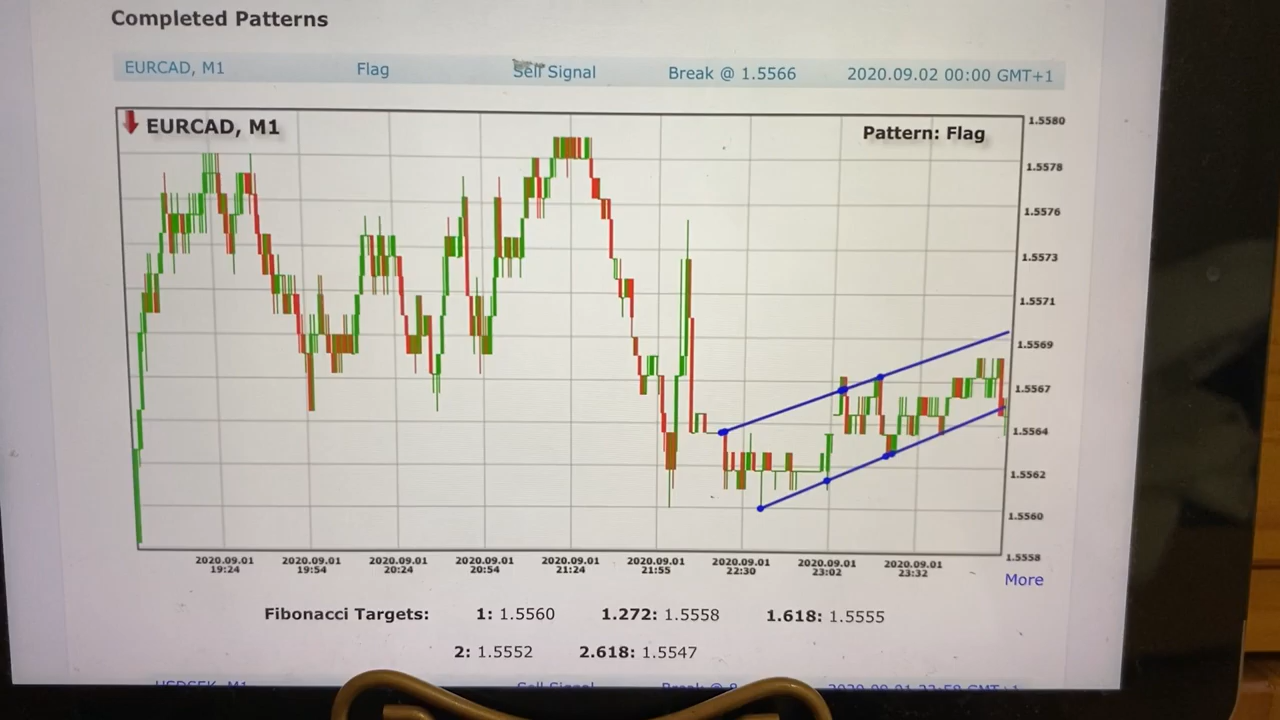 Completed Patterns
EURCAD, M1 Flag Sell Signal Break @ 1.5566 2020.09.02 00:00 GMT+1
EURCAD, M1 Pattern: Flag
1.5580
1.5578
1.5576
1.5573
1.5571
1.5569
1.5567
1.5564
1.5562
1.5560
1.5558
2020.09.01 2020.09.01 2020.09.01 2020.09.01 2020.09.01 2020.09.01 2020.09.01 2020.09.01 2020.09.01
19:24 19:54 20:24 20:54 21:24 21:55 22:30 23:02 23:32
More
Fibonacci Targets: 1: 1.5560 1.272: 1.5558 1.618: 1.5555
2: 1.5552 2.618: 1.5547
Sell Signal Break @